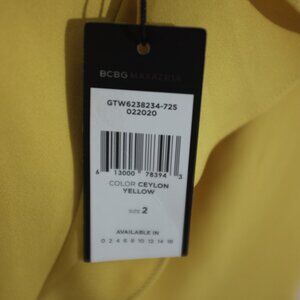 BCBG MAXAZRIA
GTW6238234-72S
022020
6 13000 78394 3
COLOR CEYLON
YELLOW
SIZE 2
AVAILABLE IN
0 2 4 6 8 10 12 14 16